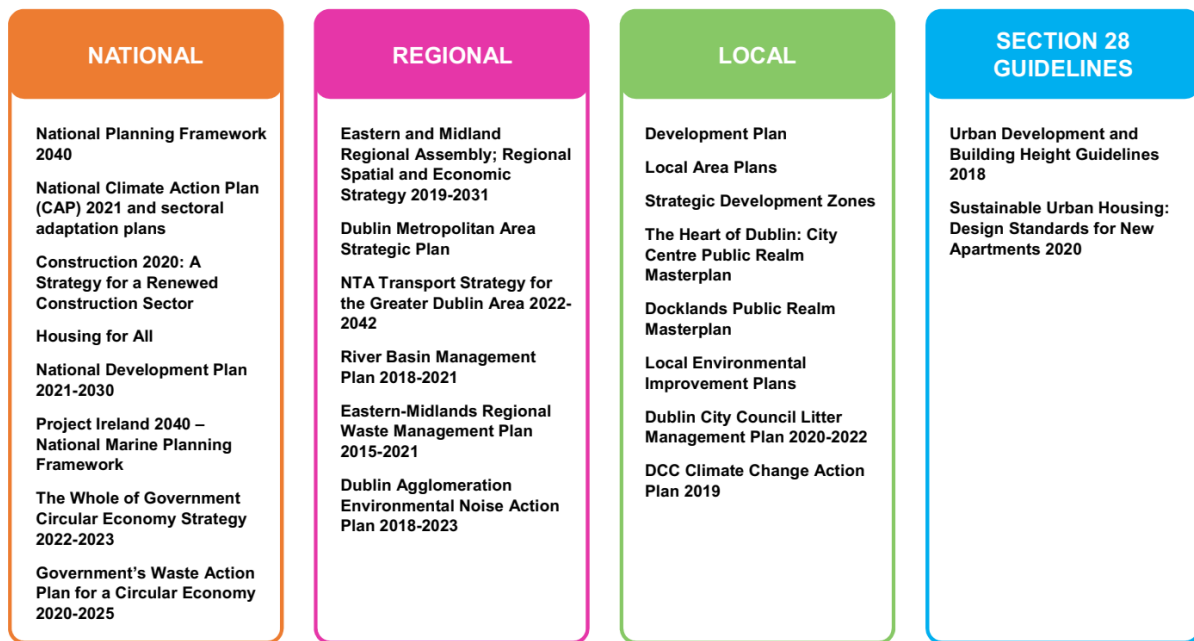 NATIONAL
National Planning Framework
2040
National Climate Action Plan
(CAP) 2021 and sectoral
adaptation plans
Construction 2020: A
Strategy for a Renewed
Construction Sector
Housing for All
National Development Plan
2021-2030
Project Ireland 2040 –
National Marine Planning
Framework
The Whole of Government
Circular Economy Strategy
2022-2023
Government’s Waste Action
Plan for a Circular Economy
2020-2025
REGIONAL
Eastern and Midland
Regional Assembly; Regional
Spatial and Economic
Strategy 2019-2031
Dublin Metropolitan Area
Strategic Plan
NTA Transport Strategy for
the Greater Dublin Area 2022-
2042
River Basin Management
Plan 2018-2021
Eastern-Midlands Regional
Waste Management Plan
2015-2021
Dublin Agglomeration
Environmental Noise Action
Plan 2018-2023
LOCAL
Development Plan
Local Area Plans
Strategic Development Zones
The Heart of Dublin: City
Centre Public Realm
Masterplan
Docklands Public Realm
Masterplan
Local Environmental
Improvement Plans
Dublin City Council Litter
Management Plan 2020-2022
DCC Climate Change Action
Plan 2019
SECTION 28
GUIDELINES
Urban Development and
Building Height Guidelines
2018
Sustainable Urban Housing:
Design Standards for New
Apartments 2020